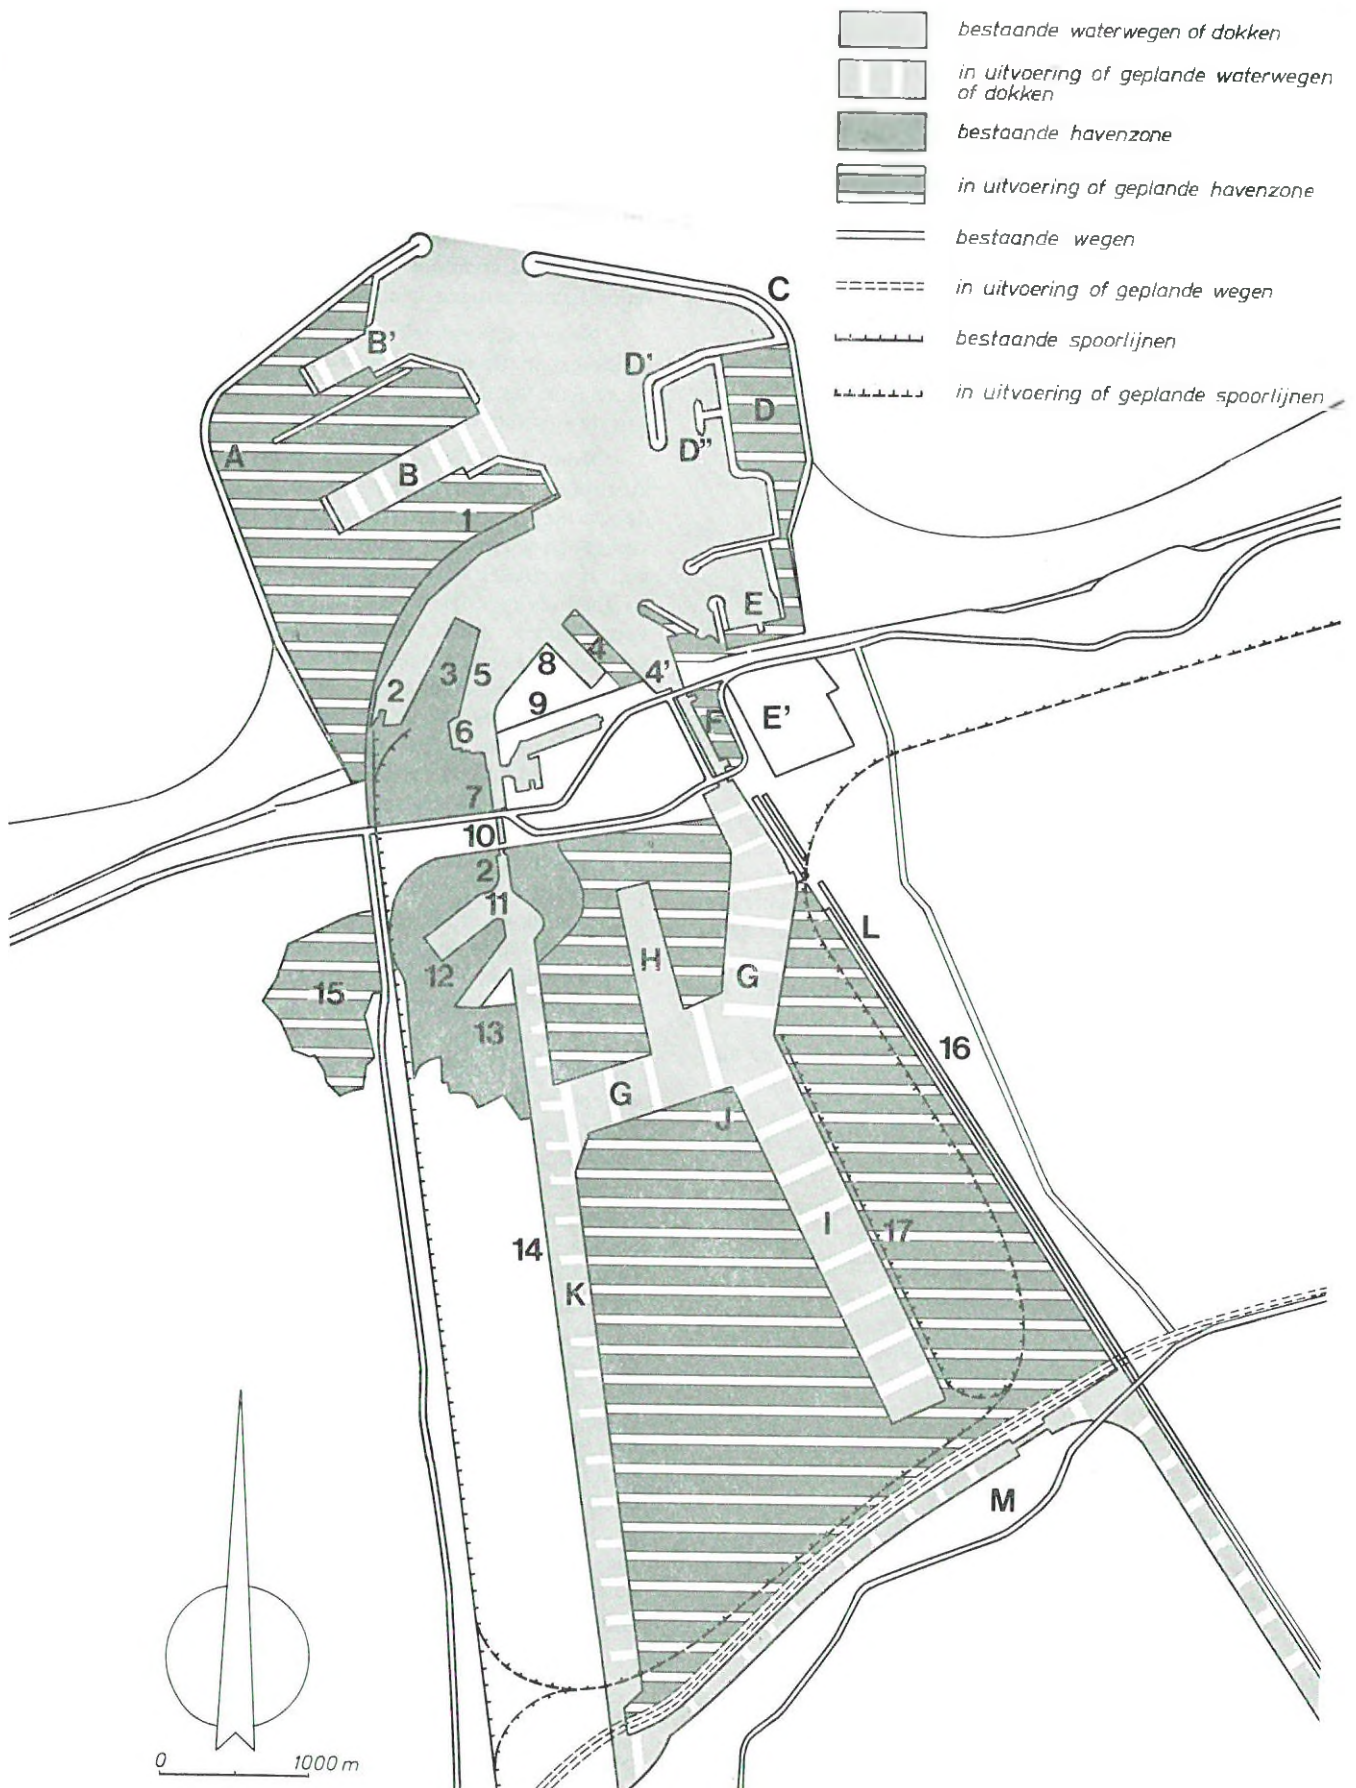 bestaande waterwegen of dokken
in uitvoering of geplande waterwegen
of dokken
bestaande havenzone
in uitvoering of geplande havenzone
bestaande wegen
in uitvoering of geplande wegen
bestaande spoorlijnen
in uitvoering of geplande spoorlijnen
C
B'
D'
D
A
D"
B
1
E
8
4
3
5
4'
2
9
F
E'
6
7
10
2
11
L
H
12
G
15
13
16
G
J
I
17
14
K
M
0 1000 m